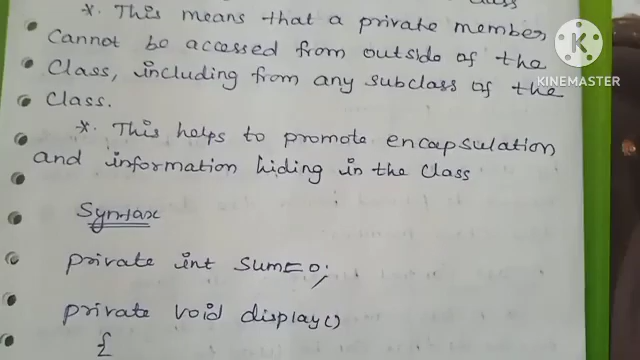 class
*. This means that a private member
cannot be accessed from outside of the
class, including from any subclass of the
class.
*. This helps to promote encapsulation
and information hiding in the class
Syntax
private int sum=0;
private void display()
{
KINEMASTER